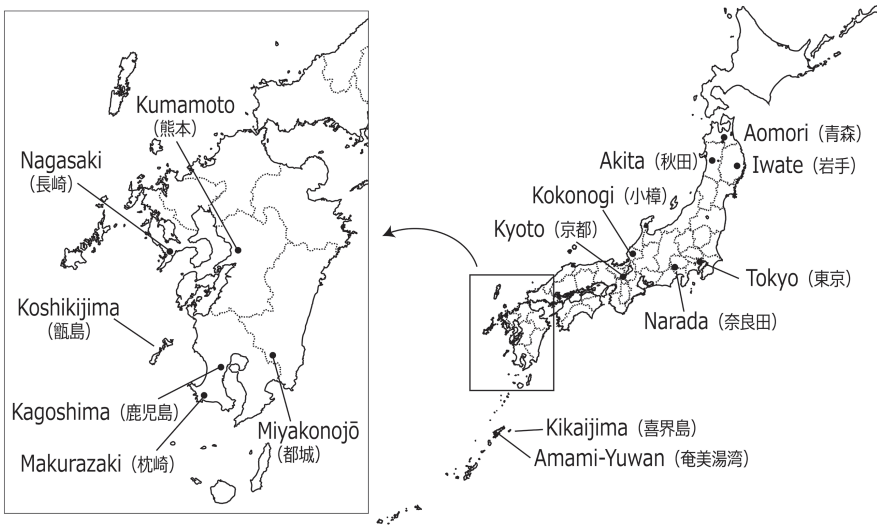 Kumamoto
(熊本)
Nagasaki
(長崎)
Koshikijima
(甑島)
Kagoshima (鹿児島)
Makurazaki (枕崎)
Miyakonojō
(都城)
Aomori (青森)
Akita (秋田)
Iwate (岩手)
Kokonogi (小樟)
Kyoto (京都)
Tokyo (東京)
Narada (奈良田)
Kikaijima (喜界島)
Amami-Yuwan (奄美湯湾)